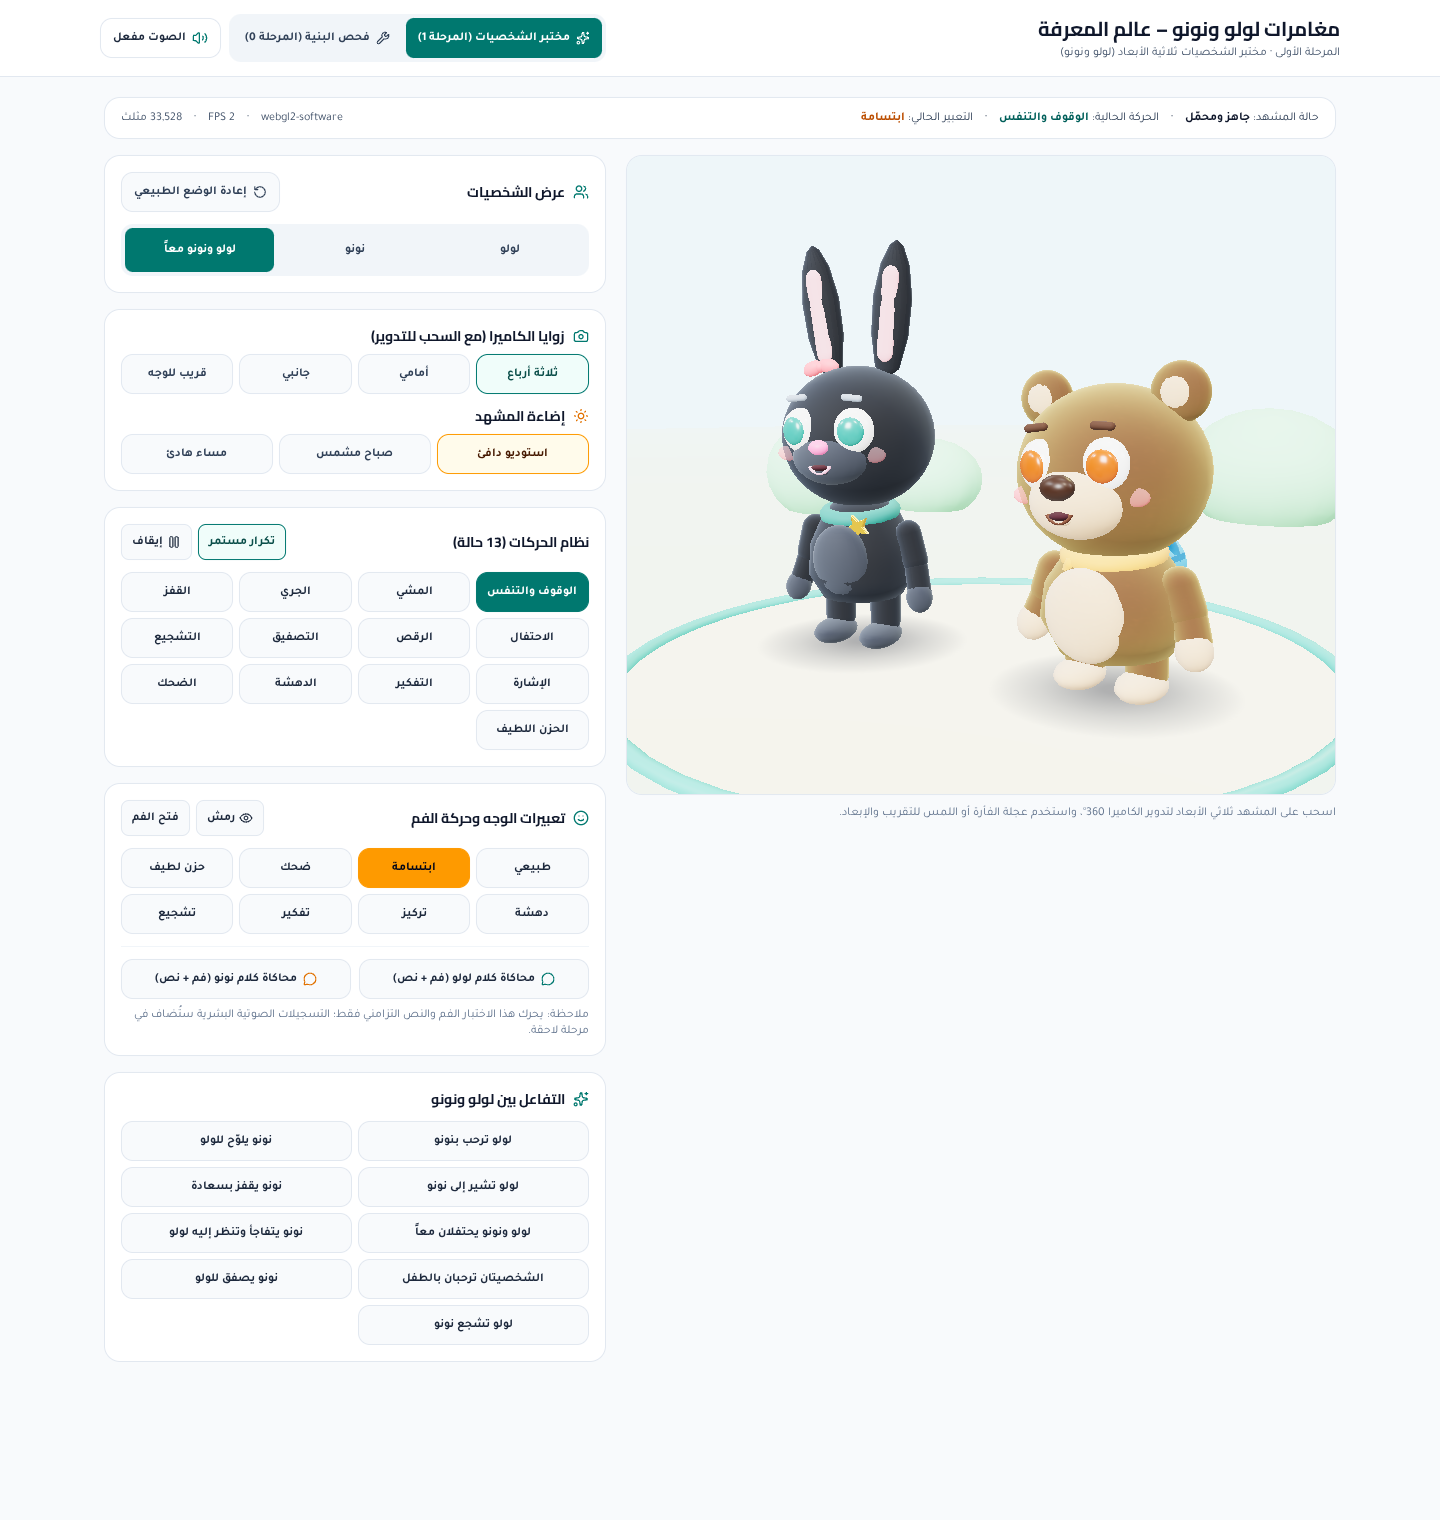 مغامرات لولو ونونو – عالم المعرفة
المرحلة الأولى · مختبر الشخصيات ثلاثية الأبعاد (لولو ونونو)
مختبر الشخصيات (المرحلة 1)
فحص البنية (المرحلة 0)
الصوت مفعل
حالة المشهد: جاهز ومحمّل · الحركة الحالية: الوقوف والتنفس · التعبير الحالي: ابتسامة
webgl2-software · FPS 2 · 33,528 مثلث
اسحب على المشهد ثلاثي الأبعاد لتدوير الكاميرا 360°، واستخدم عجلة الفأرة أو اللمس للتقريب والإبعاد.
عرض الشخصيات
إعادة الوضع الطبيعي
لولو
نونو
لولو ونونو معاً
زوايا الكاميرا (مع السحب للتدوير)
ثلاثة أرباع
أمامي
جانبي
قريب للوجه
إضاءة المشهد
استوديو دافئ
صباح مشمس
مساء هادئ
نظام الحركات (13 حالة)
تكرار مستمر
إيقاف
الوقوف والتنفس
المشي
الجري
القفز
الاحتفال
الرقص
التصفيق
التشجيع
الإشارة
التفكير
الدهشة
الضحك
الحزن اللطيف
تعبيرات الوجه وحركة الفم
رمش
فتح الفم
طبيعي
ابتسامة
ضحك
حزن لطيف
دهشة
تركيز
تفكير
تشجيع
محاكاة كلام لولو (فم + نص)
محاكاة كلام نونو (فم + نص)
ملاحظة: يحرك هذا الاختبار الفم والنص التزامني فقط؛ التسجيلات الصوتية البشرية ستُضاف في
مرحلة لاحقة.
التفاعل بين لولو ونونو
لولو ترحب بنونو
نونو يلوّح للولو
لولو تشير إلى نونو
نونو يقفز بسعادة
لولو ونونو يحتفلان معاً
نونو يتفاجأ وتنظر إليه لولو
الشخصيتان ترحبان بالطفل
نونو يصفق للولو
لولو تشجع نونو